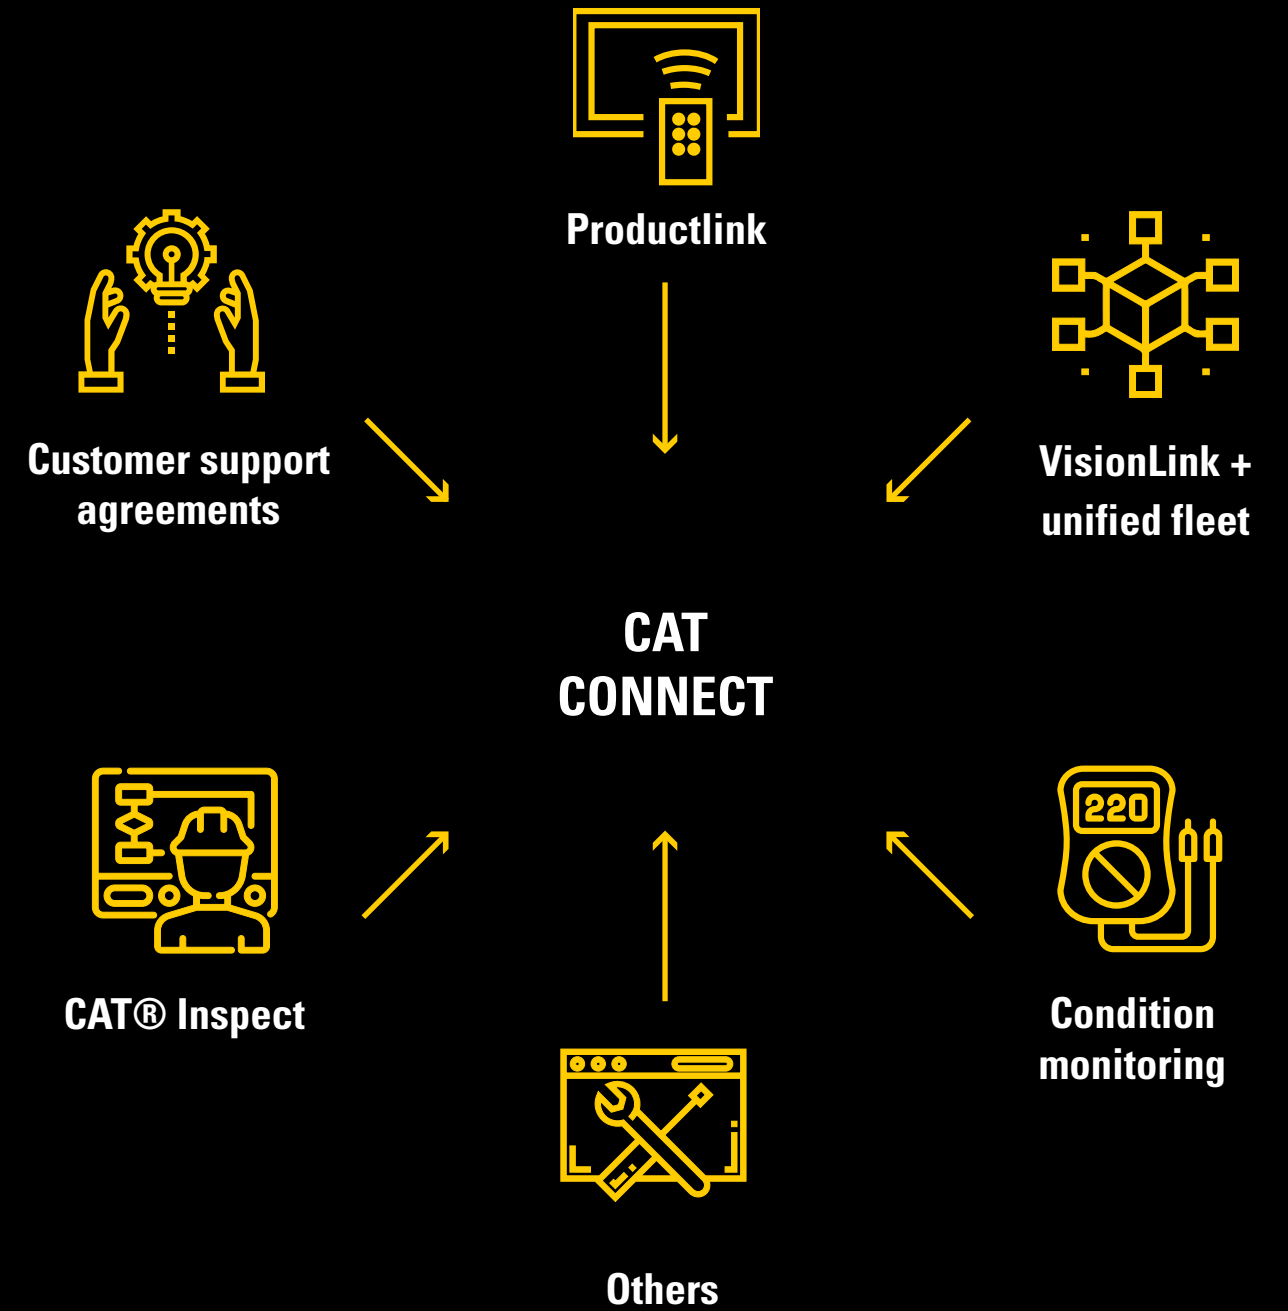 Productlink
Customer support
agreements
VisionLink +
unified fleet
CAT
CONNECT
CAT® Inspect
220
Condition
monitoring
Others